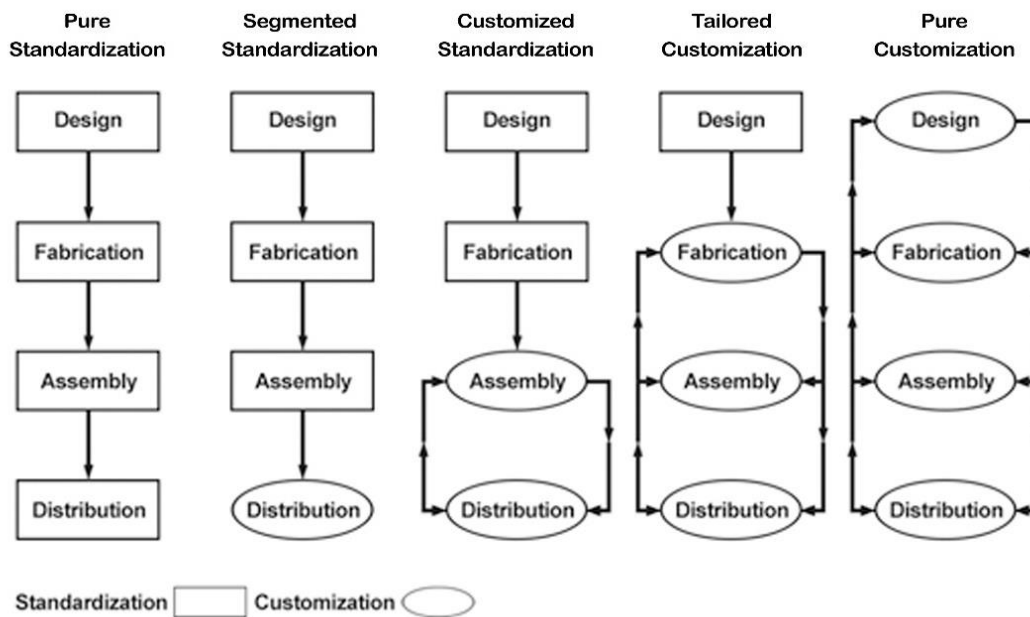 Pure Standardization
Segmented Standardization
Customized Standardization
Tailored Customization
Pure Customization
Design
Design
Design
Design
Design
Fabrication
Fabrication
Fabrication
Fabrication
Fabrication
Assembly
Assembly
Assembly
Assembly
Assembly
Distribution
Distribution
Distribution
Distribution
Distribution
Standardization
Customization